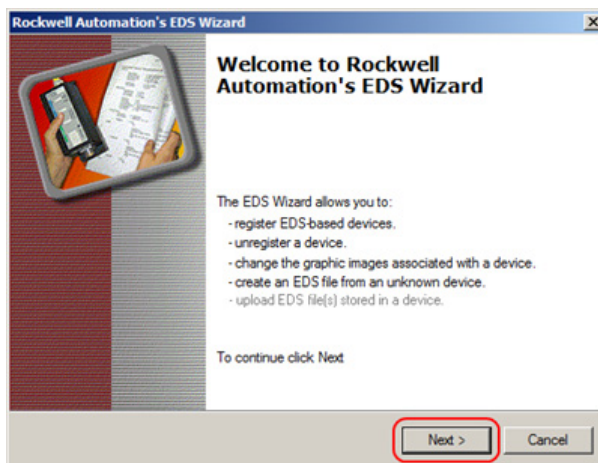 Rockwell Automation's EDS Wizard
Welcome to Rockwell
Automation's EDS Wizard
The EDS Wizard allows you to:
- register EDS-based devices.
- unregister a device.
- change the graphic images associated with a device.
- create an EDS file from an unknown device.
- upload EDS file(s) stored in a device.
To continue click Next
Next >
Cancel